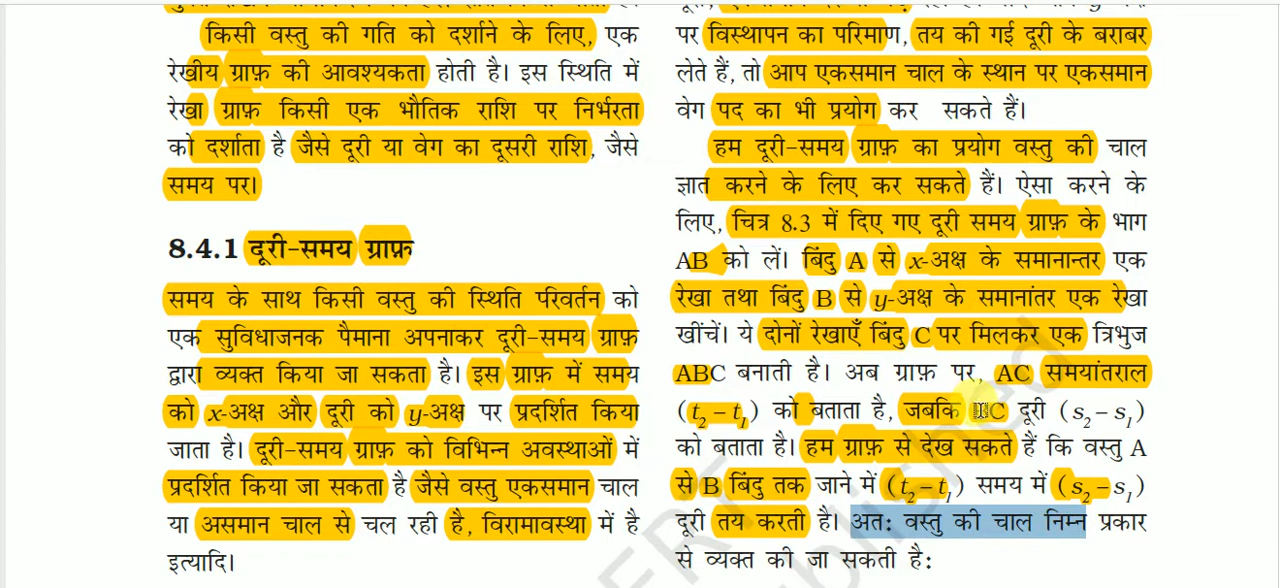 किसी वस्तु की गति को दर्शाने के लिए, एक
रेखीय ग्राफ़ की आवश्यकता होती है। इस स्थिति में
रेखा ग्राफ़ किसी एक भौतिक राशि पर निर्भरता
को दर्शाता है जैसे दूरी या वेग का दूसरी राशि, जैसे
समय पर।
8.4.1 दूरी-समय ग्राफ़
समय के साथ किसी वस्तु की स्थिति परिवर्तन को
एक सुविधाजनक पैमाना अपनाकर दूरी-समय ग्राफ़
द्वारा व्यक्त किया जा सकता है। इस ग्राफ़ में समय
को x-अक्ष और दूरी को y-अक्ष पर प्रदर्शित किया
जाता है। दूरी-समय ग्राफ़ को विभिन्न अवस्थाओं में
प्रदर्शित किया जा सकता है जैसे वस्तु एकसमान चाल
या असमान चाल से चल रही है, विरामावस्था में है
इत्यादि।
पर विस्थापन का परिमाण, तय की गई दूरी के बराबर
लेते हैं, तो आप एकसमान चाल के स्थान पर एकसमान
वेग पद का भी प्रयोग कर सकते हैं।
हम दूरी-समय ग्राफ़ का प्रयोग वस्तु की चाल
ज्ञात करने के लिए कर सकते हैं। ऐसा करने के
लिए, चित्र 8.3 में दिए गए दूरी समय ग्राफ़ के भाग
AB को लें। बिंदु A से x-अक्ष के समानान्तर एक
रेखा तथा बिंदु B से y-अक्ष के समानांतर एक रेखा
खींचें। ये दोनों रेखाएँ बिंदु C पर मिलकर एक त्रिभुज
ABC बनाती है। अब ग्राफ़ पर, AC समयांतराल
(t₂ – t₁) को बताता है, जबकि BC दूरी (s₂ – s₁)
को बताता है। हम ग्राफ़ से देख सकते हैं कि वस्तु A
से B बिंदु तक जाने में (t₂ – t₁) समय में (s₂ – s₁)
दूरी तय करती है। अत: वस्तु की चाल निम्न प्रकार
से व्यक्त की जा सकती है: